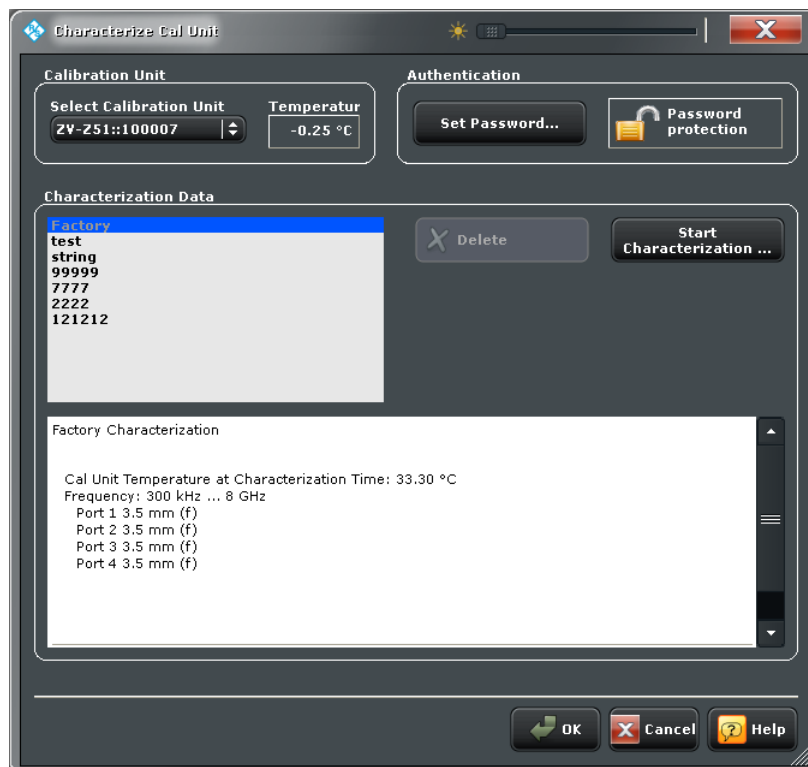 Characterize Cal Unit
Calibration Unit
Select Calibration Unit
Temperatur
ZV-Z51::100007
-0.25 °C
Authentication
Set Password...
Password
protection
Characterization Data
Factory
test
string
99999
7777
2222
121212
Delete
Start
Characterization ...
Factory Characterization
Cal Unit Temperature at Characterization Time: 33.30 °C
Frequency: 300 kHz ... 8 GHz
Port 1 3.5 mm (f)
Port 2 3.5 mm (f)
Port 3 3.5 mm (f)
Port 4 3.5 mm (f)
OK
Cancel
Help